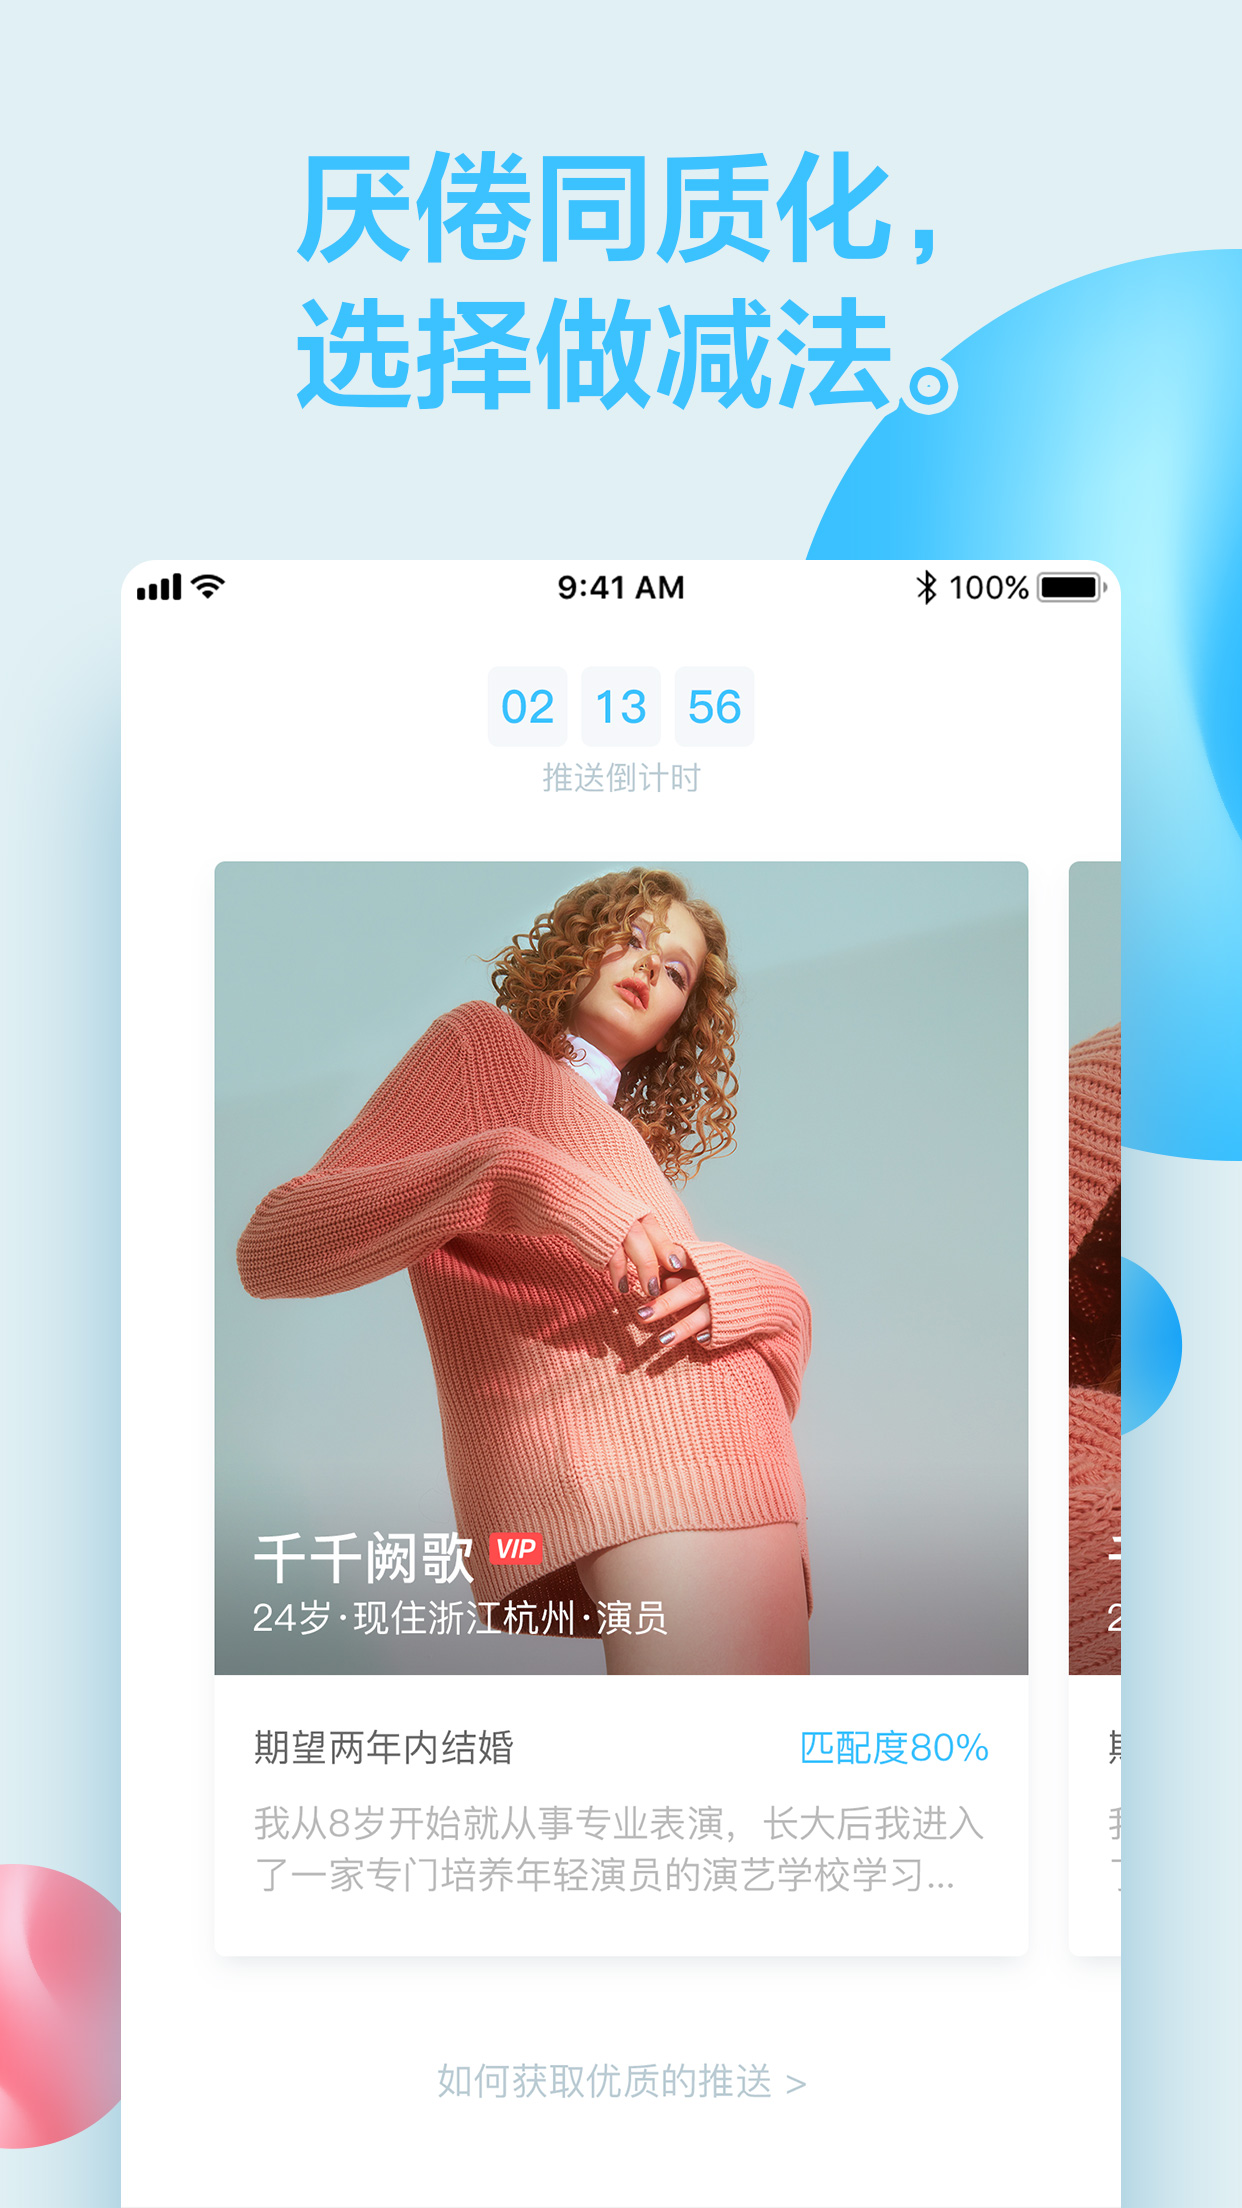 厌倦同质化，
选择做减法。
9:41 AM
100%
02 13 56
推送倒计时
千千阙歌 VIP
24岁·现住浙江杭州·演员
期望两年内结婚
匹配度80%
我从8岁开始就从事专业表演，长大后我进入
了一家专门培养年轻演员的演艺学校学习...
如何获取优质的推送 >